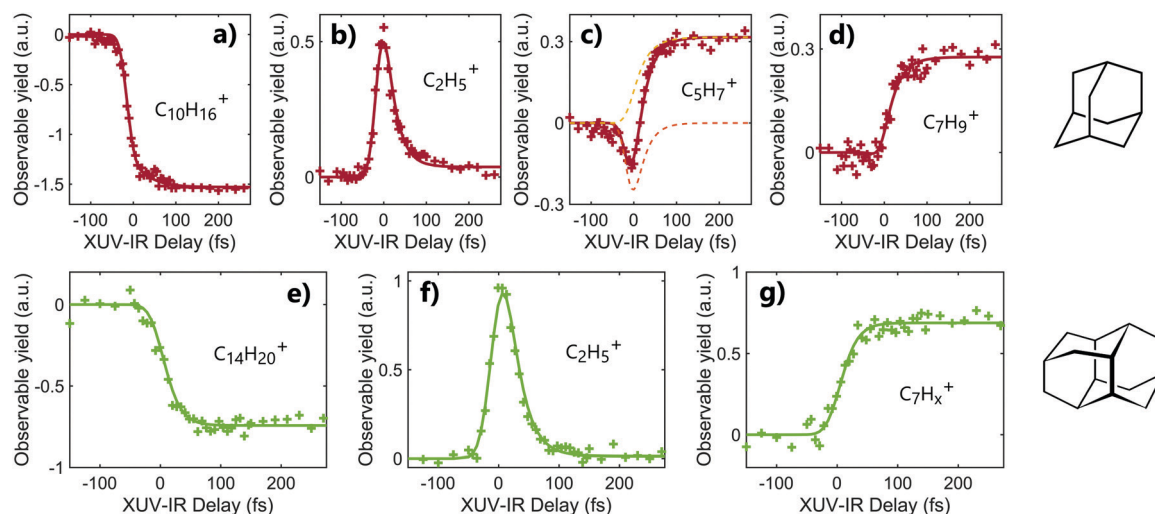 a)
C₁₀H₁₆⁺
Observable yield (a.u.)
0
-0.5
-1.0
-1.5
-100 0 100 200
XUV-IR Delay (fs)
b)
C₂H₅⁺
Observable yield (a.u.)
0.5
0
-100 0 100 200
XUV-IR Delay (fs)
c)
C₅H₇⁺
Observable yield (a.u.)
0.3
0
-0.3
-100 0 100 200
XUV-IR Delay (fs)
d)
C₇H₉⁺
Observable yield (a.u.)
0.3
0.1
-100 0 100 200
XUV-IR Delay (fs)
e)
C₁₄H₂₀⁺
Observable yield (a.u.)
0
-0.5
-1
-100 0 100 200
XUV-IR Delay (fs)
f)
C₂H₅⁺
Observable yield (a.u.)
1
0.5
0
-100 0 100 200
XUV-IR Delay (fs)
g)
C₇Hₓ⁺
Observable yield (a.u.)
1
0.5
0
-100 0 100 200
XUV-IR Delay (fs)